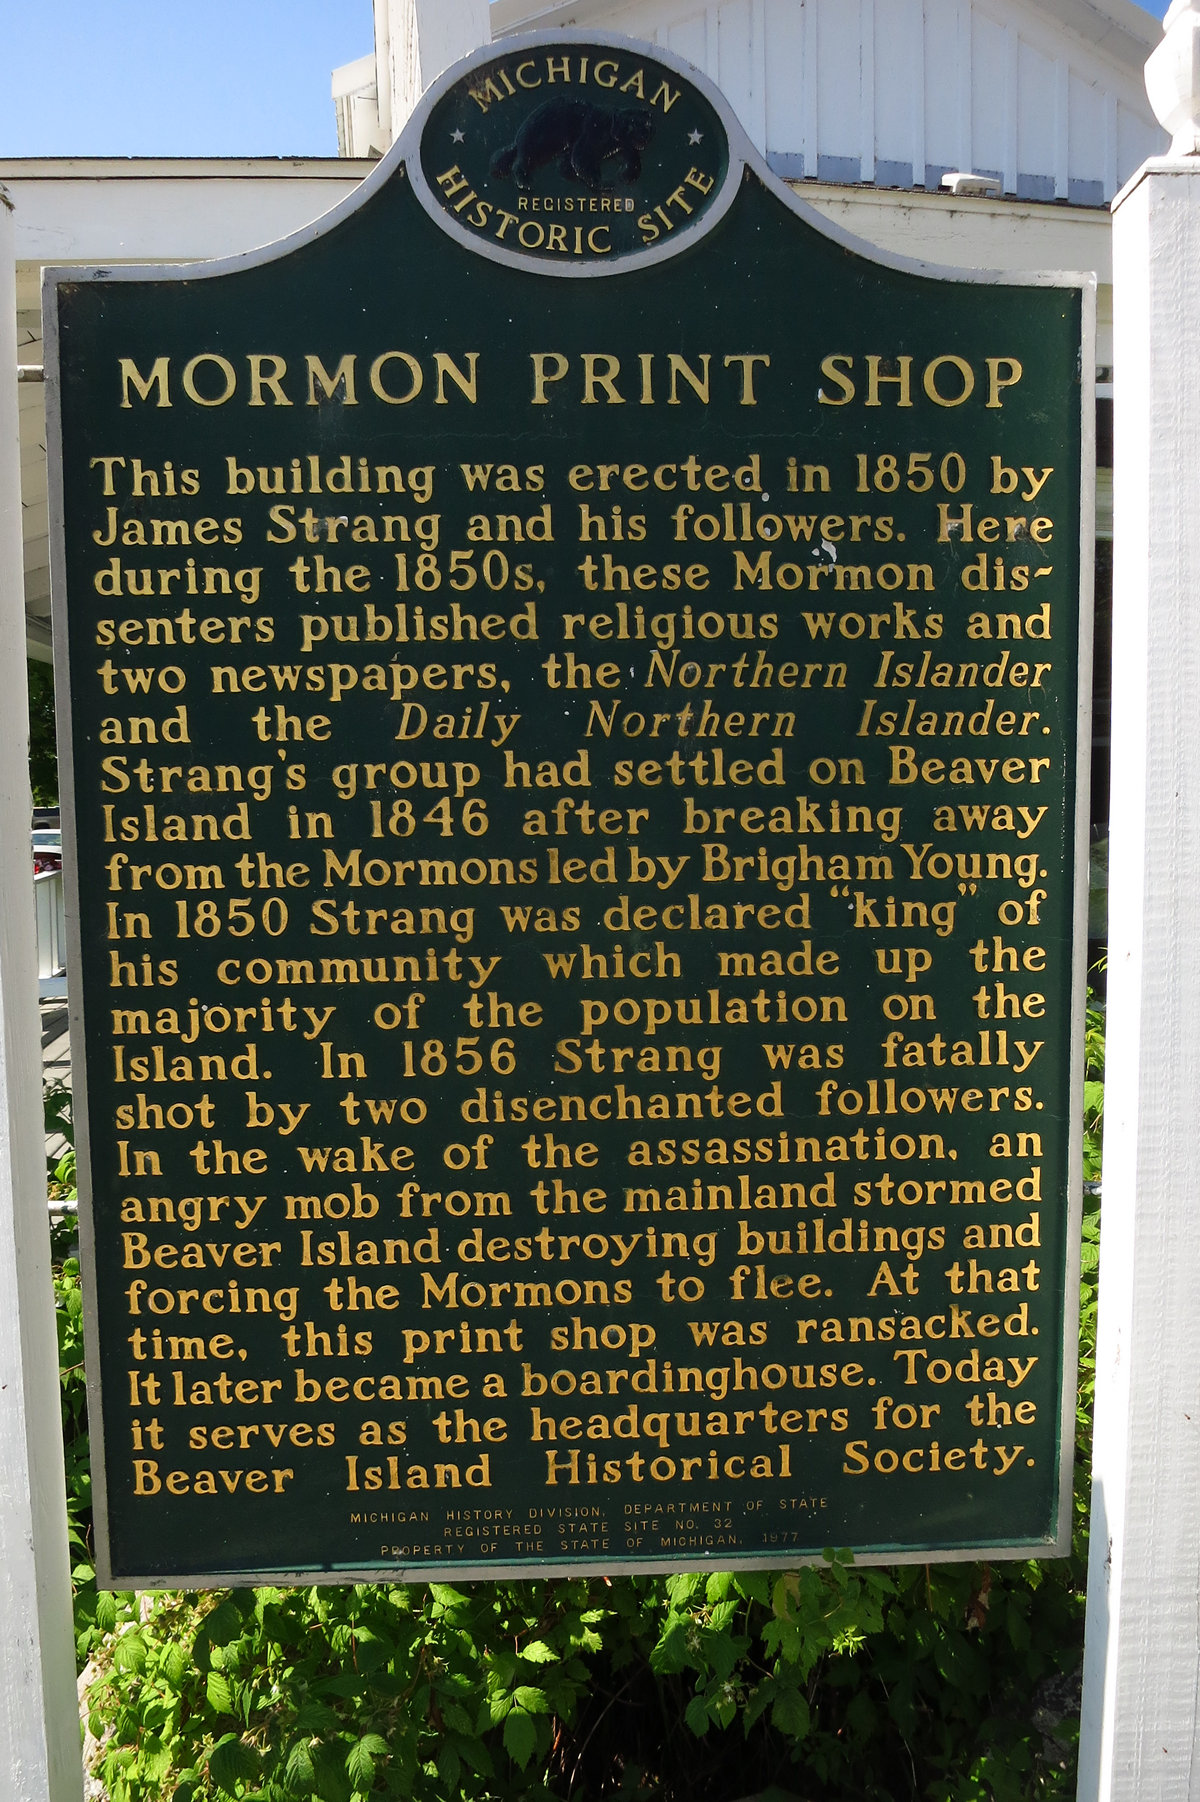 MICHIGAN
REGISTERED
HISTORIC SITE
MORMON PRINT SHOP
This building was erected in 1850 by
James Strang and his followers. Here
during the 1850s, these Mormon dis-
senters published religious works and
two newspapers, the Northern Islander
and the Daily Northern Islander.
Strang's group had settled on Beaver
Island in 1846 after breaking away
from the Mormons led by Brigham Young.
In 1850 Strang was declared "king" of
his community which made up the
majority of the population on the
Island. In 1856 Strang was fatally
shot by two disenchanted followers.
In the wake of the assassination, an
angry mob from the mainland stormed
Beaver Island destroying buildings and
forcing the Mormons to flee. At that
time, this print shop was ransacked.
It later became a boardinghouse. Today
it serves as the headquarters for the
Beaver Island Historical Society.
MICHIGAN HISTORY DIVISION, DEPARTMENT OF STATE
REGISTERED STATE SITE NO. 32
PROPERTY OF THE STATE OF MICHIGAN, 1977